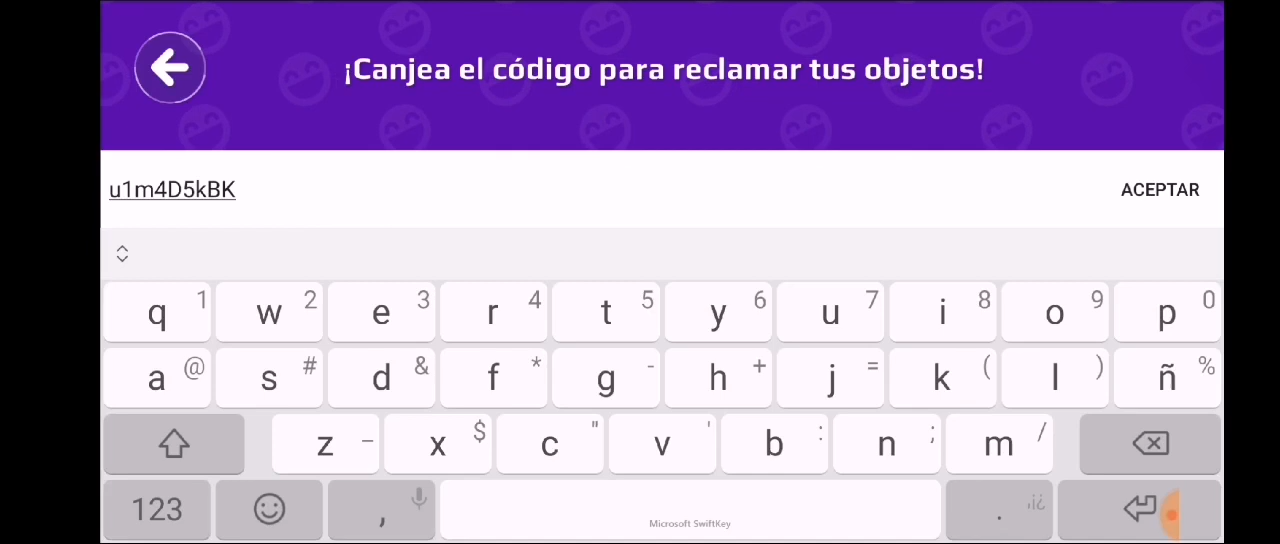 ¡Canjea el código para reclamar tus objetos!
u1m4D5kBK ACEPTAR
q 1 w 2 e 3 r 4 t 5 y 6 u 7 i 8 o 9 p 0
a @ s # d & f * g - h + j = k ( l ) ñ %
z _ x $ c " v ' b : n ; m /
123 , Microsoft SwiftKey . ¡!¿